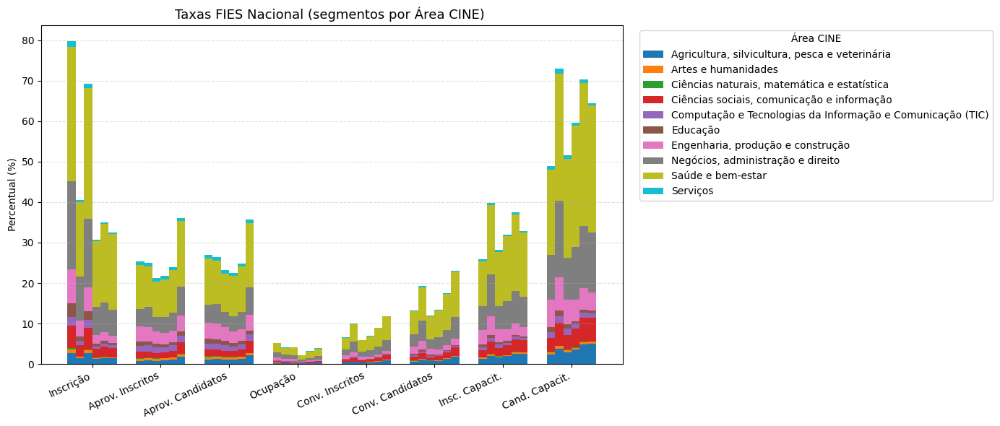 Taxas FIES Nacional (segmentos por Área CINE)
Percentual (%)
80
70
60
50
40
30
20
10
0
Inscrição
Aprov. Inscritos
Aprov. Candidatos
Ocupação
Conv. Inscritos
Conv. Candidatos
Insc. Capacit.
Cand. Capacit.
Área CINE
Agricultura, silvicultura, pesca e veterinária
Artes e humanidades
Ciências naturais, matemática e estatística
Ciências sociais, comunicação e informação
Computação e Tecnologias da Informação e Comunicação (TIC)
Educação
Engenharia, produção e construção
Negócios, administração e direito
Saúde e bem-estar
Serviços